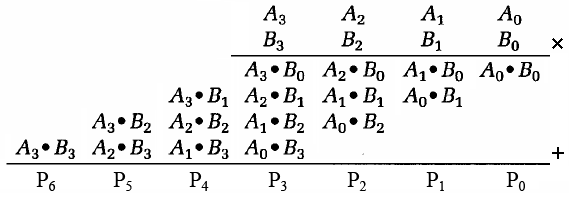 A₃ A₂ A₁ A₀
B₃ B₂ B₁ B₀ ×
A₃•B₀ A₂•B₀ A₁•B₀ A₀•B₀
A₃•B₁ A₂•B₁ A₁•B₁ A₀•B₁
A₃•B₂ A₂•B₂ A₁•B₂ A₀•B₂
A₃•B₃ A₂•B₃ A₁•B₃ A₀•B₃ +
P₆ P₅ P₄ P₃ P₂ P₁ P₀